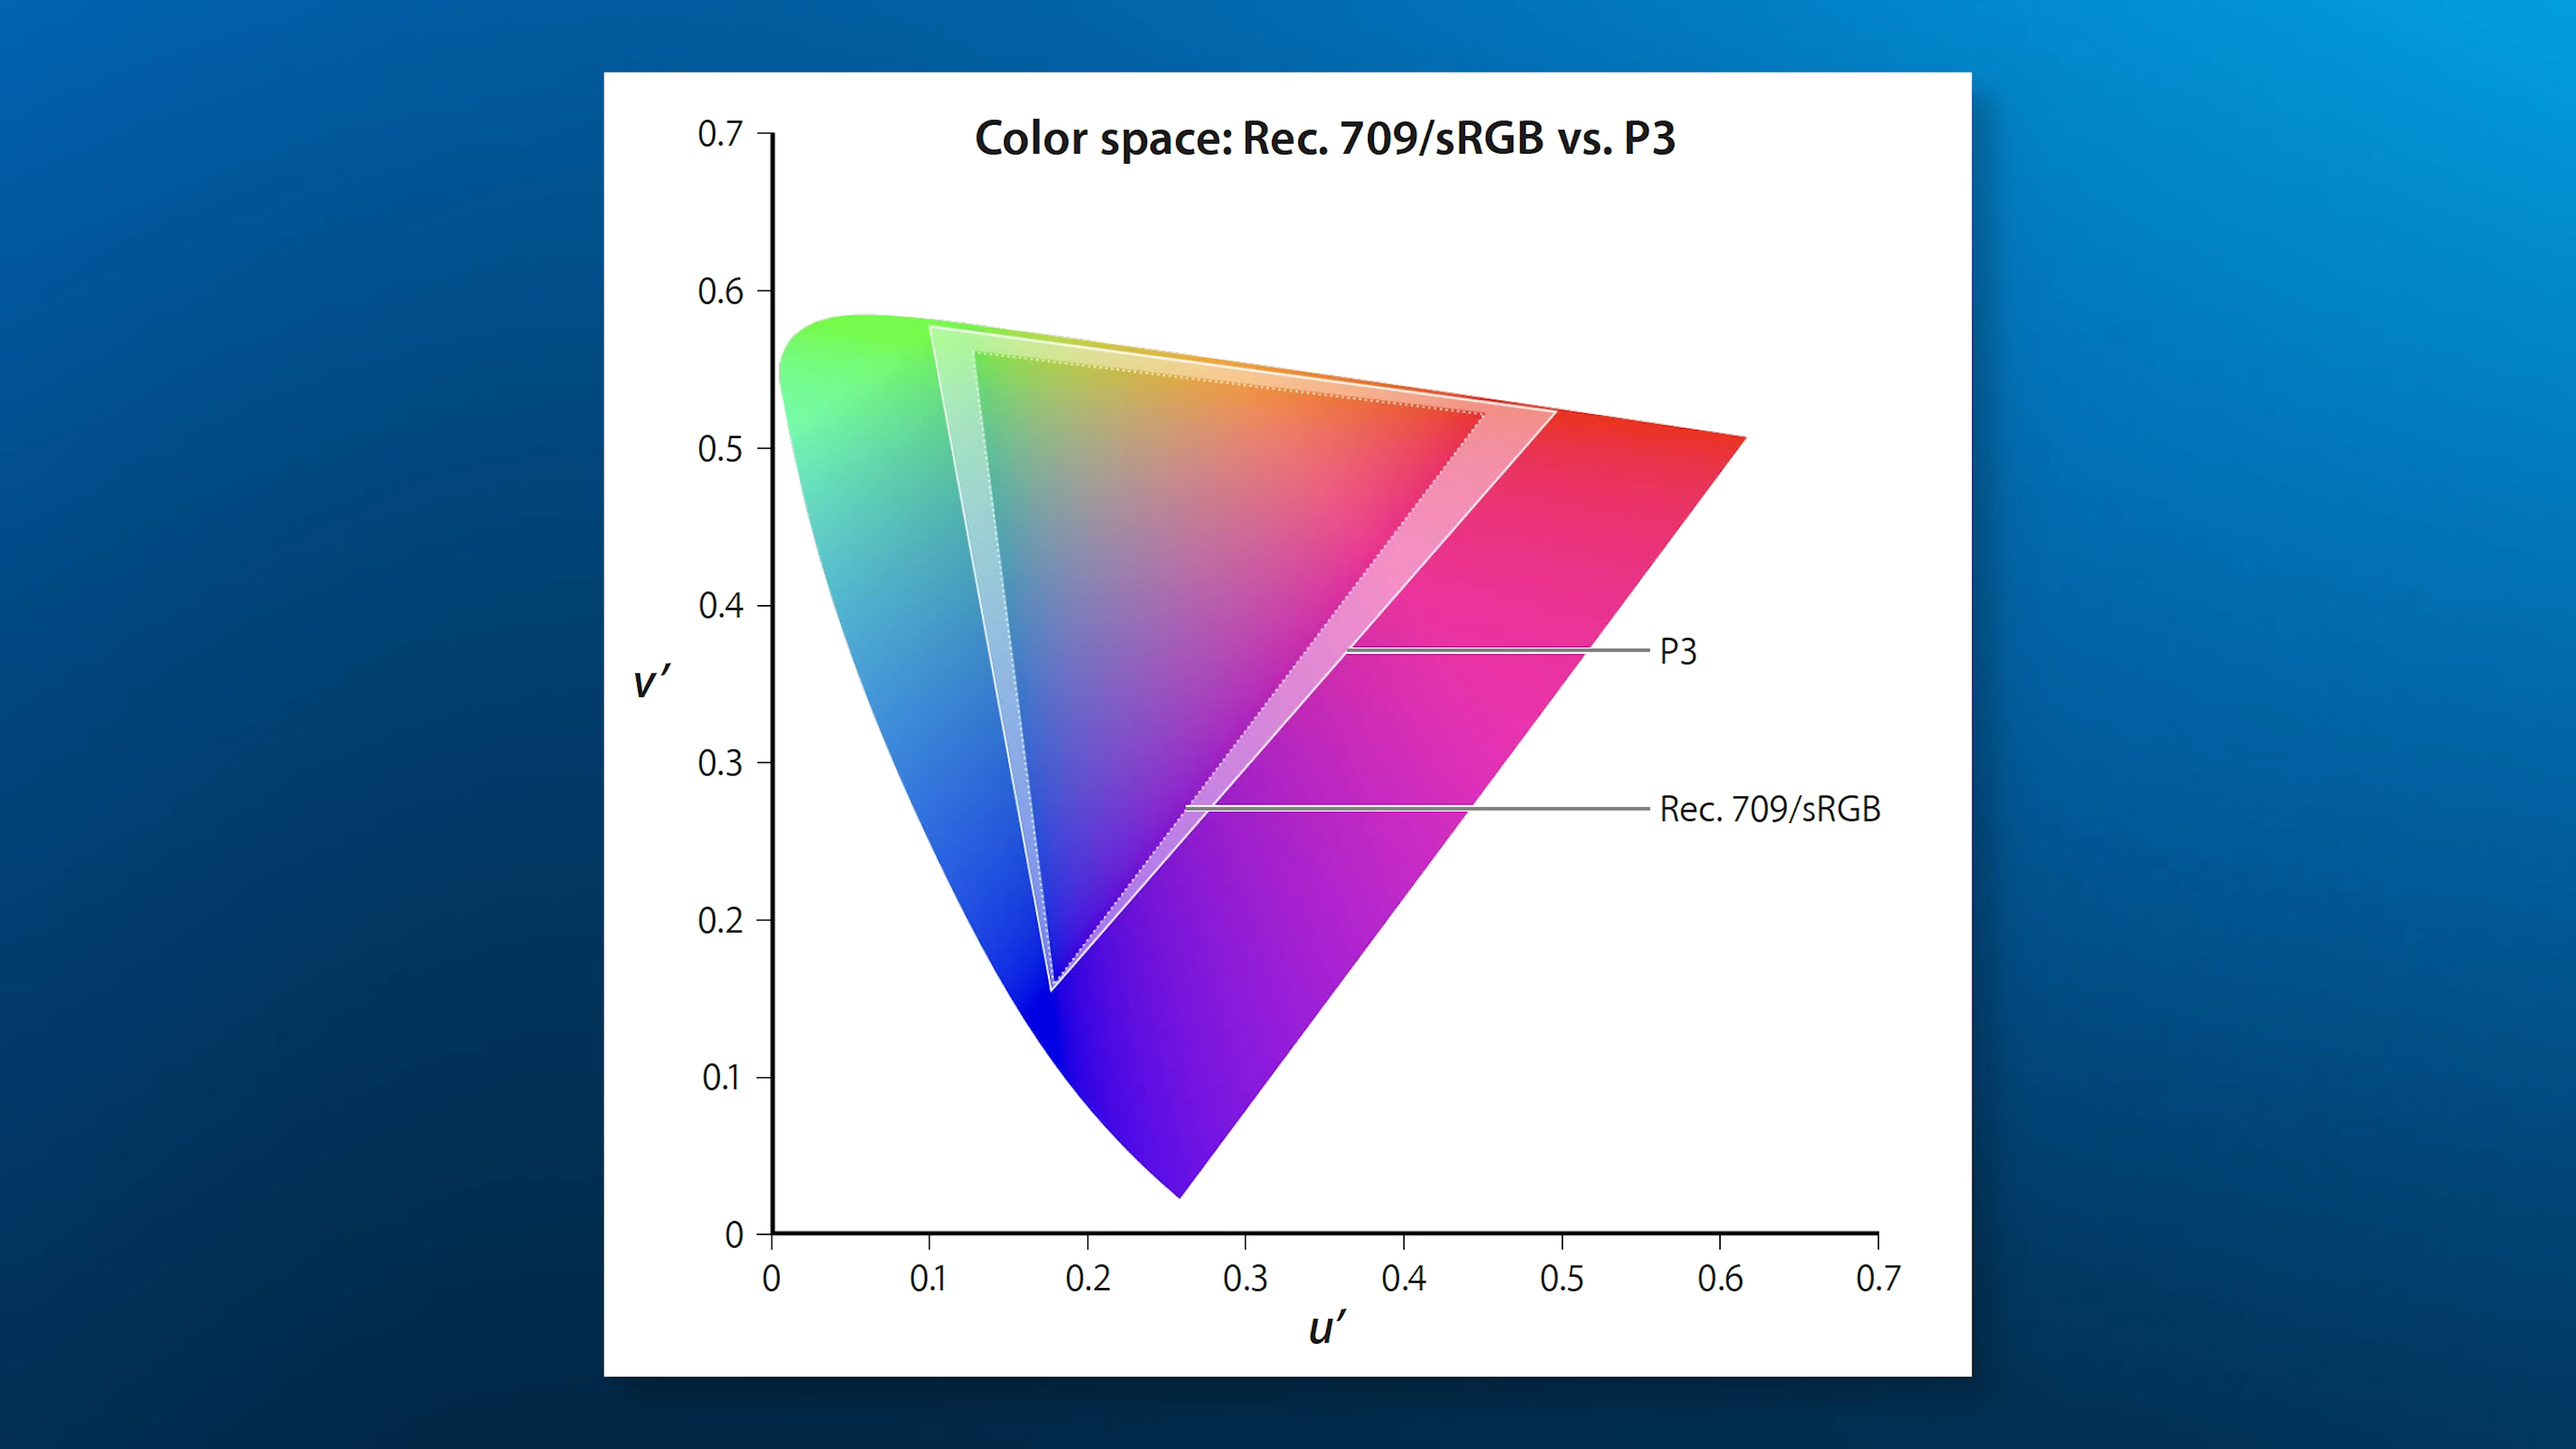 Color space: Rec. 709/sRGB vs. P3
0.7
0.6
0.5
0.4
v′
0.3
0.2
0.1
0
P3
Rec. 709/sRGB
0 0.1 0.2 0.3 0.4 0.5 0.6 0.7
u′